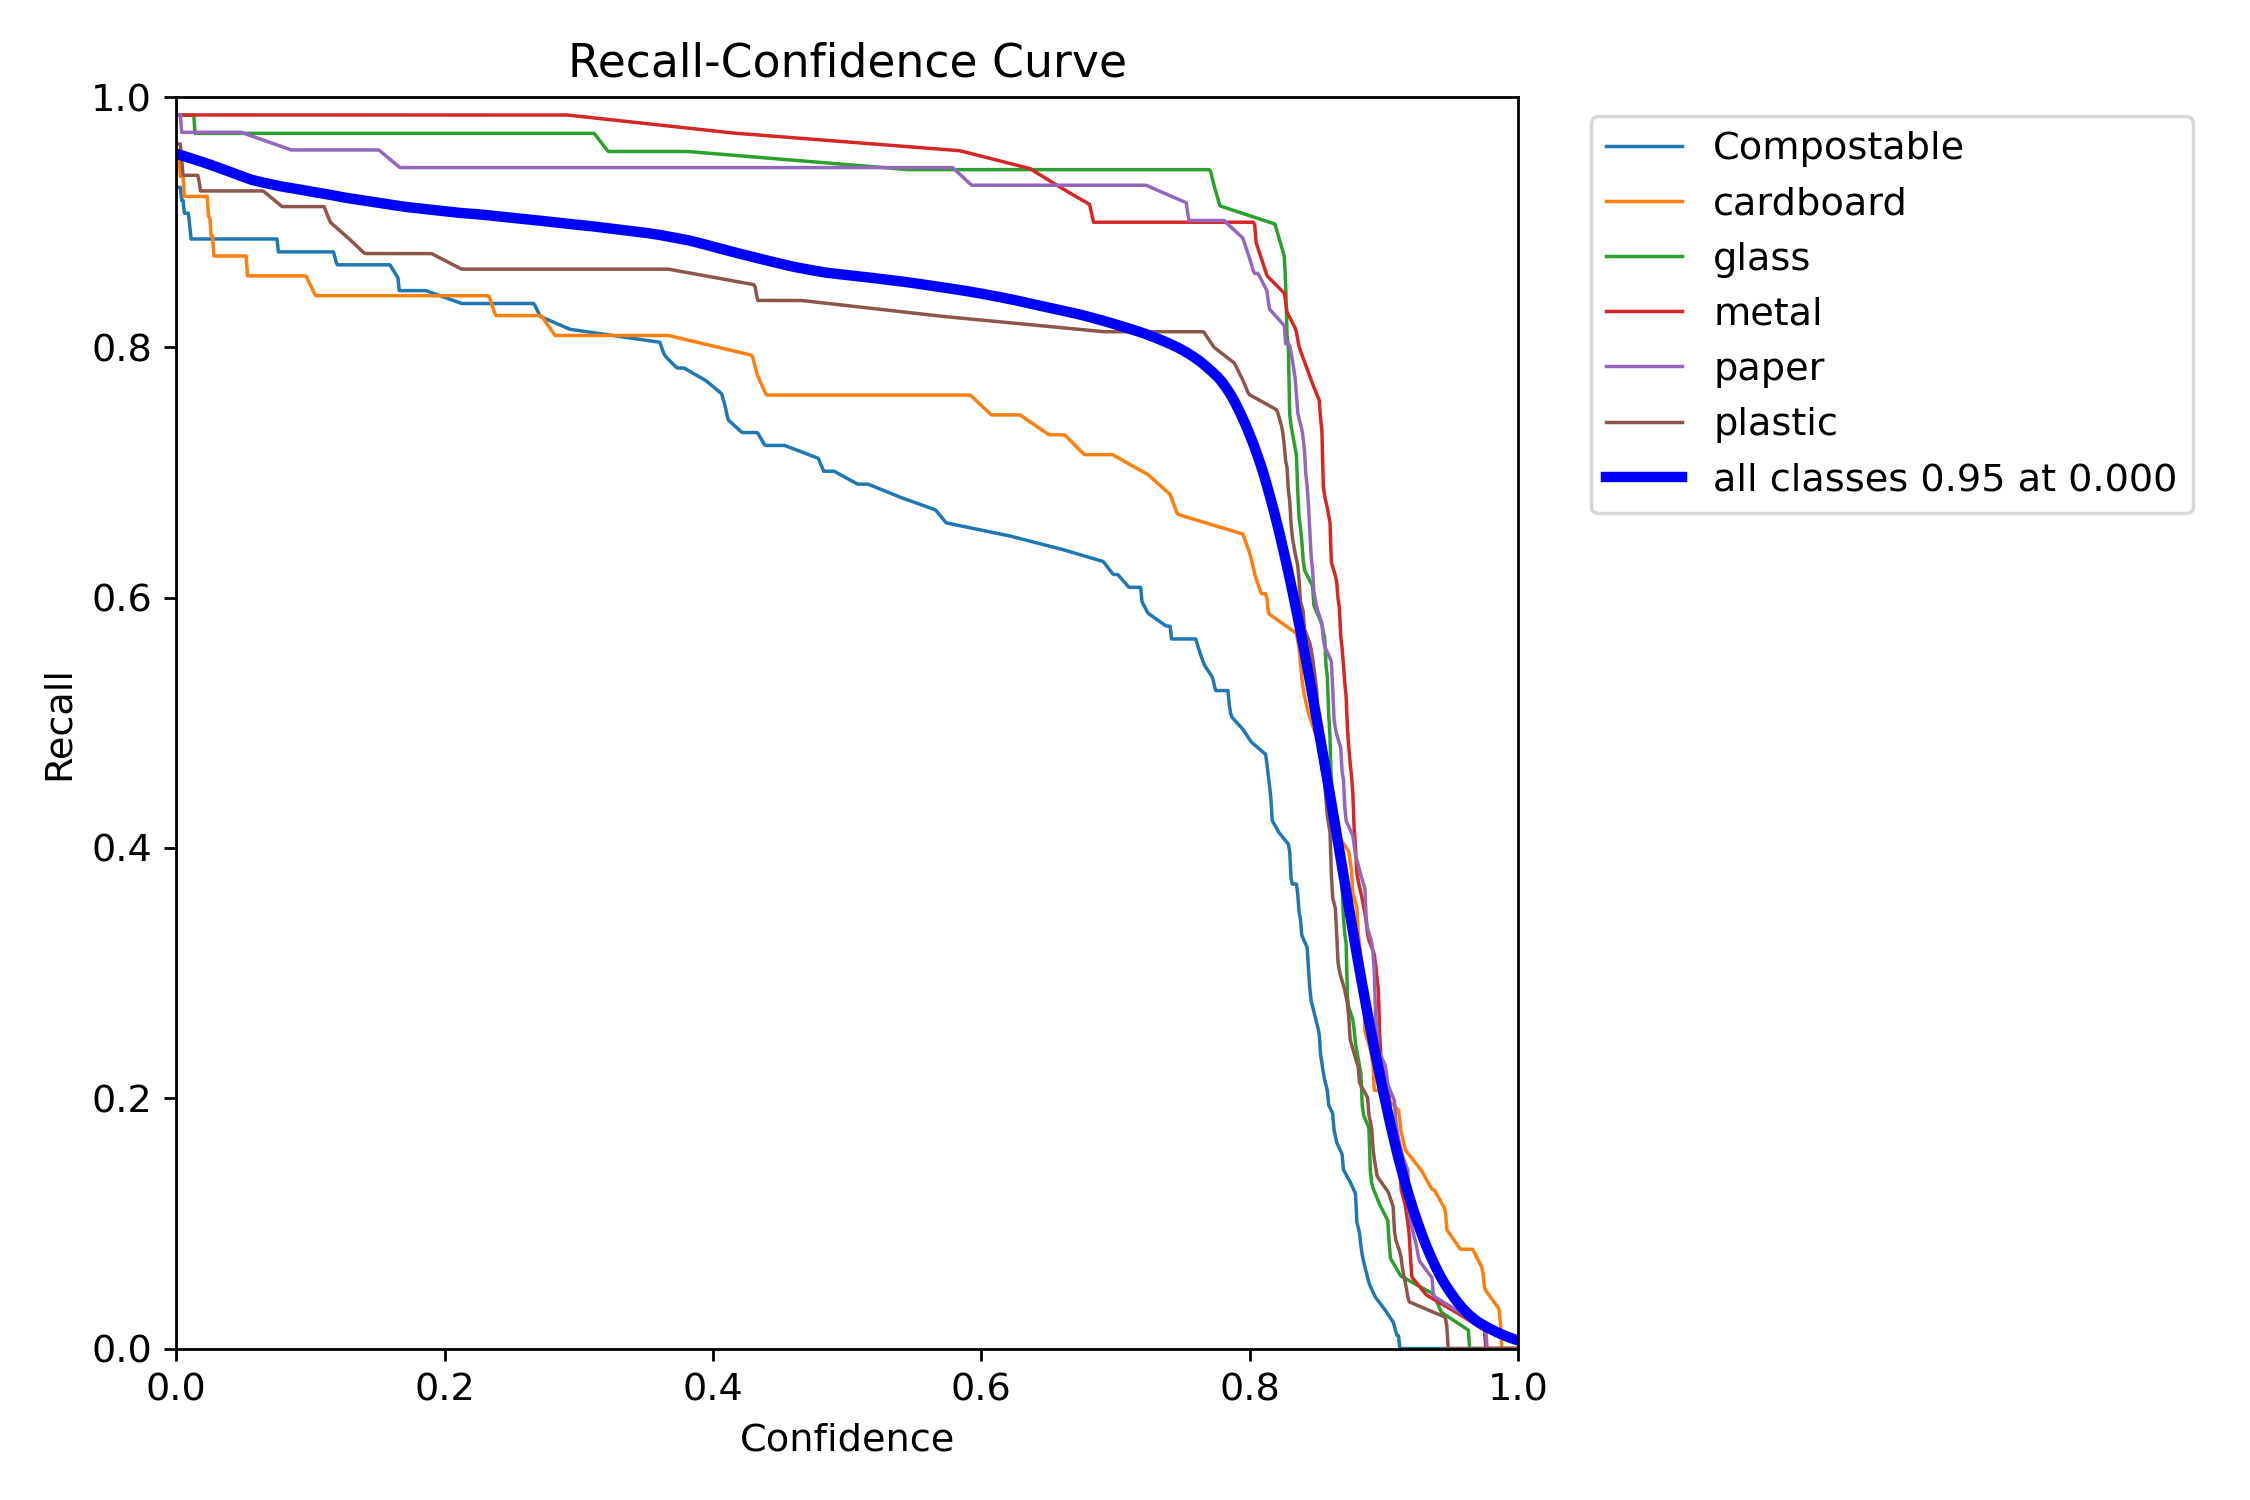 Recall-Confidence Curve
1.0
0.8
0.6
0.4
0.2
0.0
Recall
0.0 0.2 0.4 0.6 0.8 1.0
Confidence
Compostable
cardboard
glass
metal
paper
plastic
all classes 0.95 at 0.000